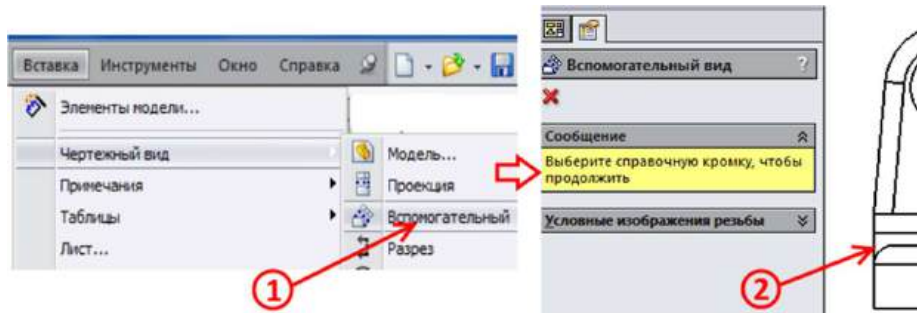 Вставка Инструменты Окно Справка
Элементы модели...
Чертежный вид
Примечания
Таблицы
Лист...
Модель...
Проекция
Вспомогательный
Разрез
1
Вспомогательный вид ?
Сообщение
Выберите справочную кромку, чтобы
продолжить
Условные изображения резьбы
2